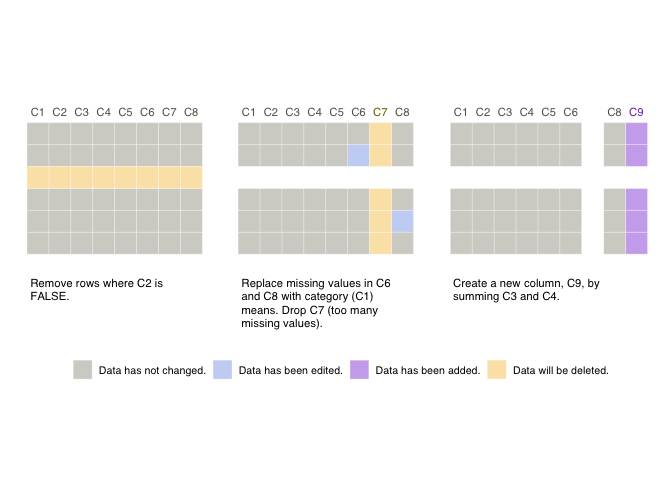 C1 C2 C3 C4 C5 C6 C7 C8
C1 C2 C3 C4 C5 C6 C7 C8
C1 C2 C3 C4 C5 C6 C8 C9
Remove rows where C2 is
FALSE.
Replace missing values in C6
and C8 with category (C1)
means. Drop C7 (too many
missing values).
Create a new column, C9, by
summing C3 and C4.
Data has not changed.
Data has been edited.
Data has been added.
Data will be deleted.